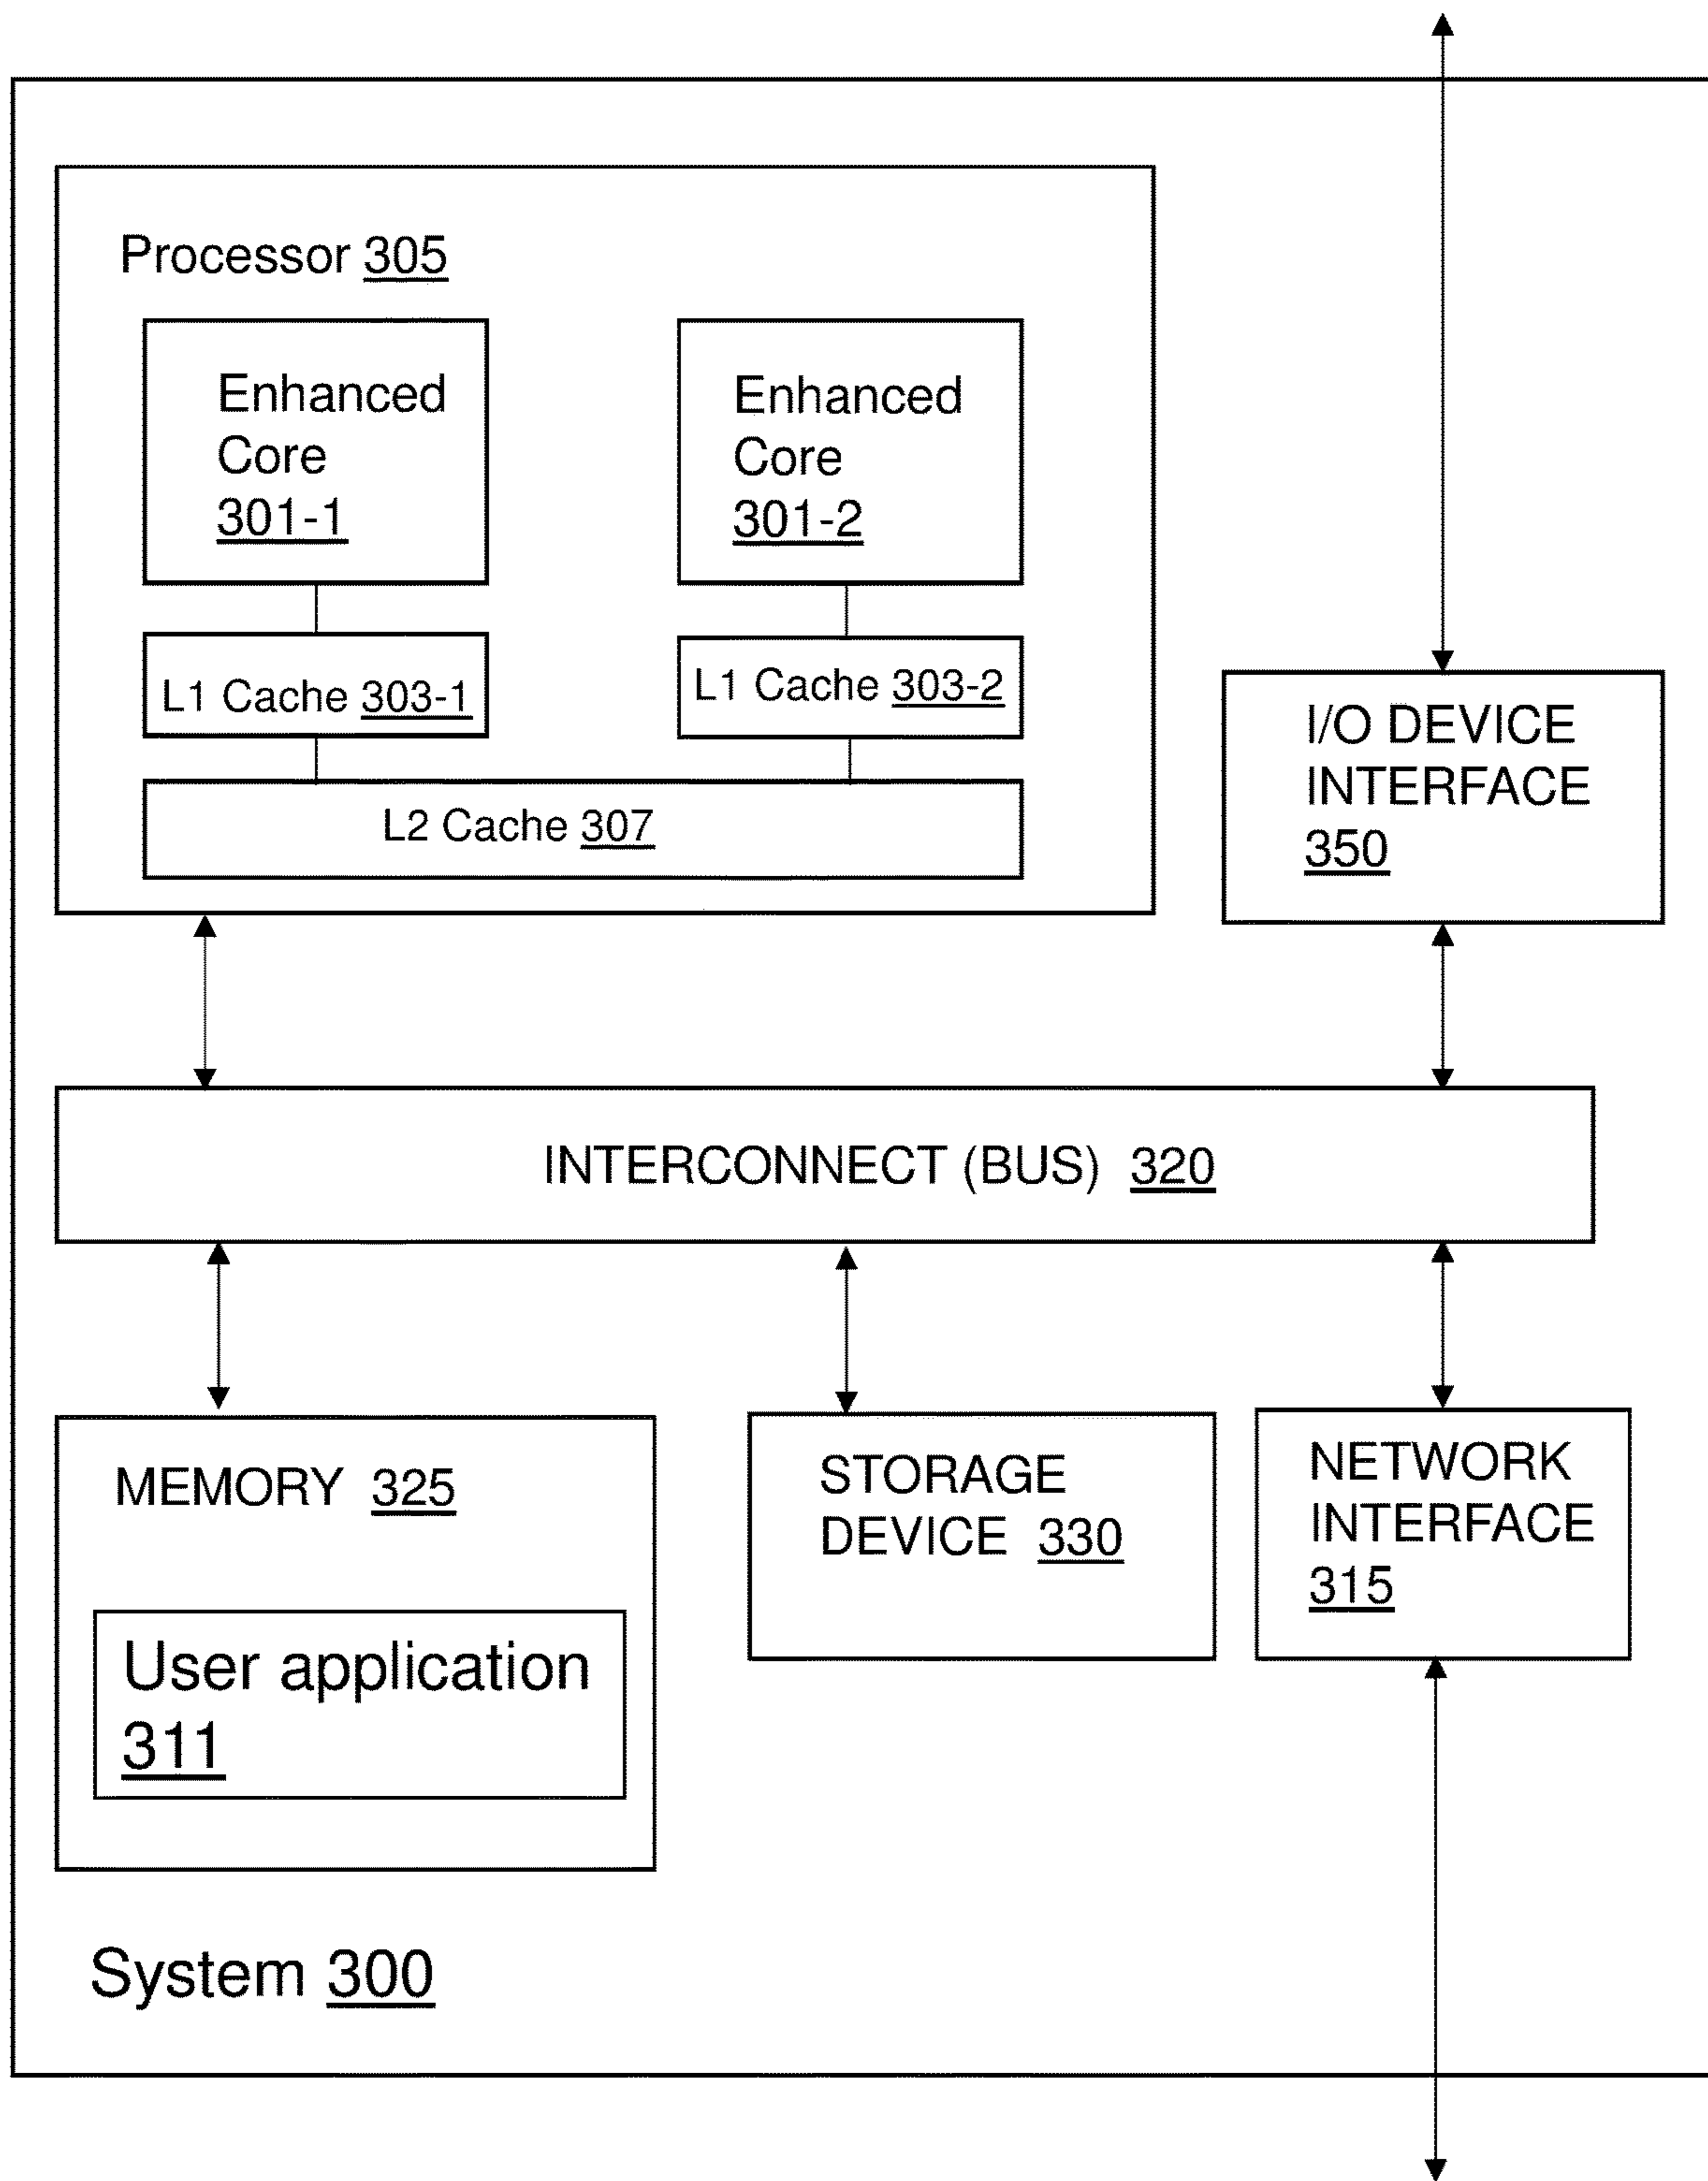 Processor 305
Enhanced
Core
301-1
Enhanced
Core
301-2
L1 Cache 303-1
L1 Cache 303-2
L2 Cache 307
I/O DEVICE
INTERFACE
350
INTERCONNECT (BUS) 320
MEMORY 325
User application
311
STORAGE
DEVICE 330
NETWORK
INTERFACE
315
System 300